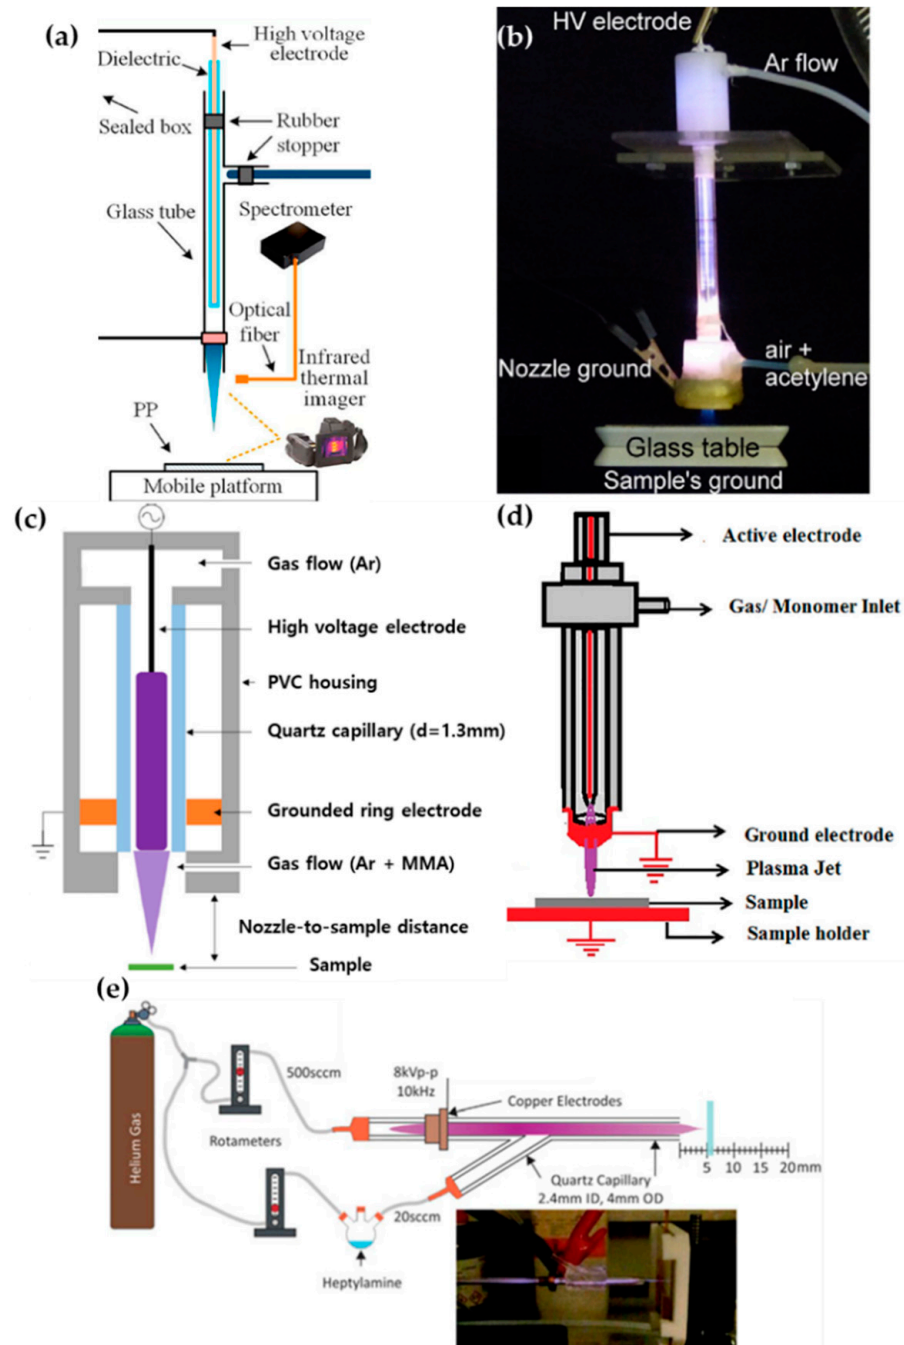 (a)
High voltage
electrode
Dielectric
Sealed box
Rubber
stopper
Glass tube
Spectrometer
Optical
fiber
Infrared
thermal
imager
PP
Mobile platform
(b)
HV electrode
Ar flow
Nozzle ground
air +
acetylene
Glass table
Sample's ground
(c)
Gas flow (Ar)
High voltage electrode
PVC housing
Quartz capillary (d=1.3mm)
Grounded ring electrode
Gas flow (Ar + MMA)
Nozzle-to-sample distance
Sample
(d)
Active electrode
Gas/ Monomer Inlet
Ground electrode
Plasma Jet
Sample
Sample holder
(e)
Helium Gas
Rotameters
500sccm
8kVp-p
10kHz
Copper Electrodes
Quartz Capillary
2.4mm ID, 4mm OD
5 10 15 20mm
20sccm
Heptylamine